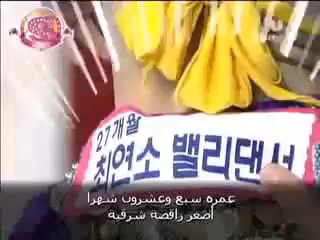 27개월
최연소 밸리댄서
عمره سبع وعشرون شهرا
أصغر راقصة شرقية